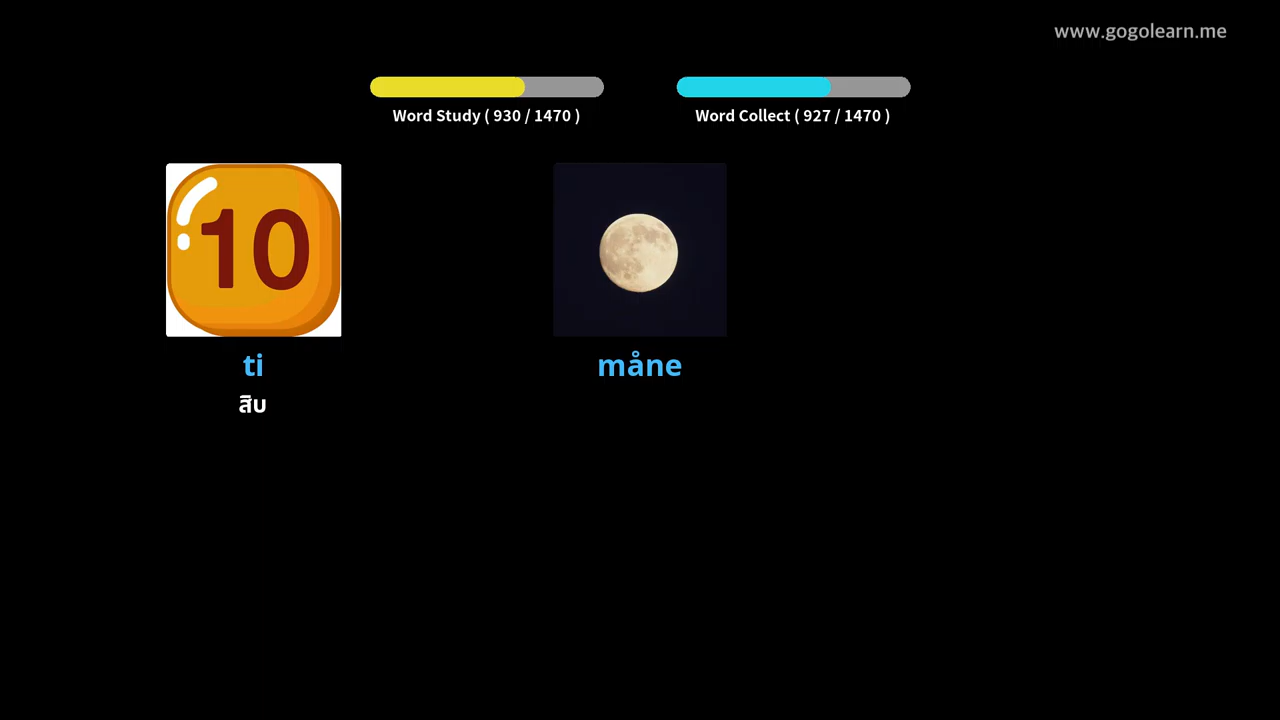 www.gogolearn.me
Word Study ( 930 / 1470 )
Word Collect ( 927 / 1470 )
10
ti
สิบ
måne